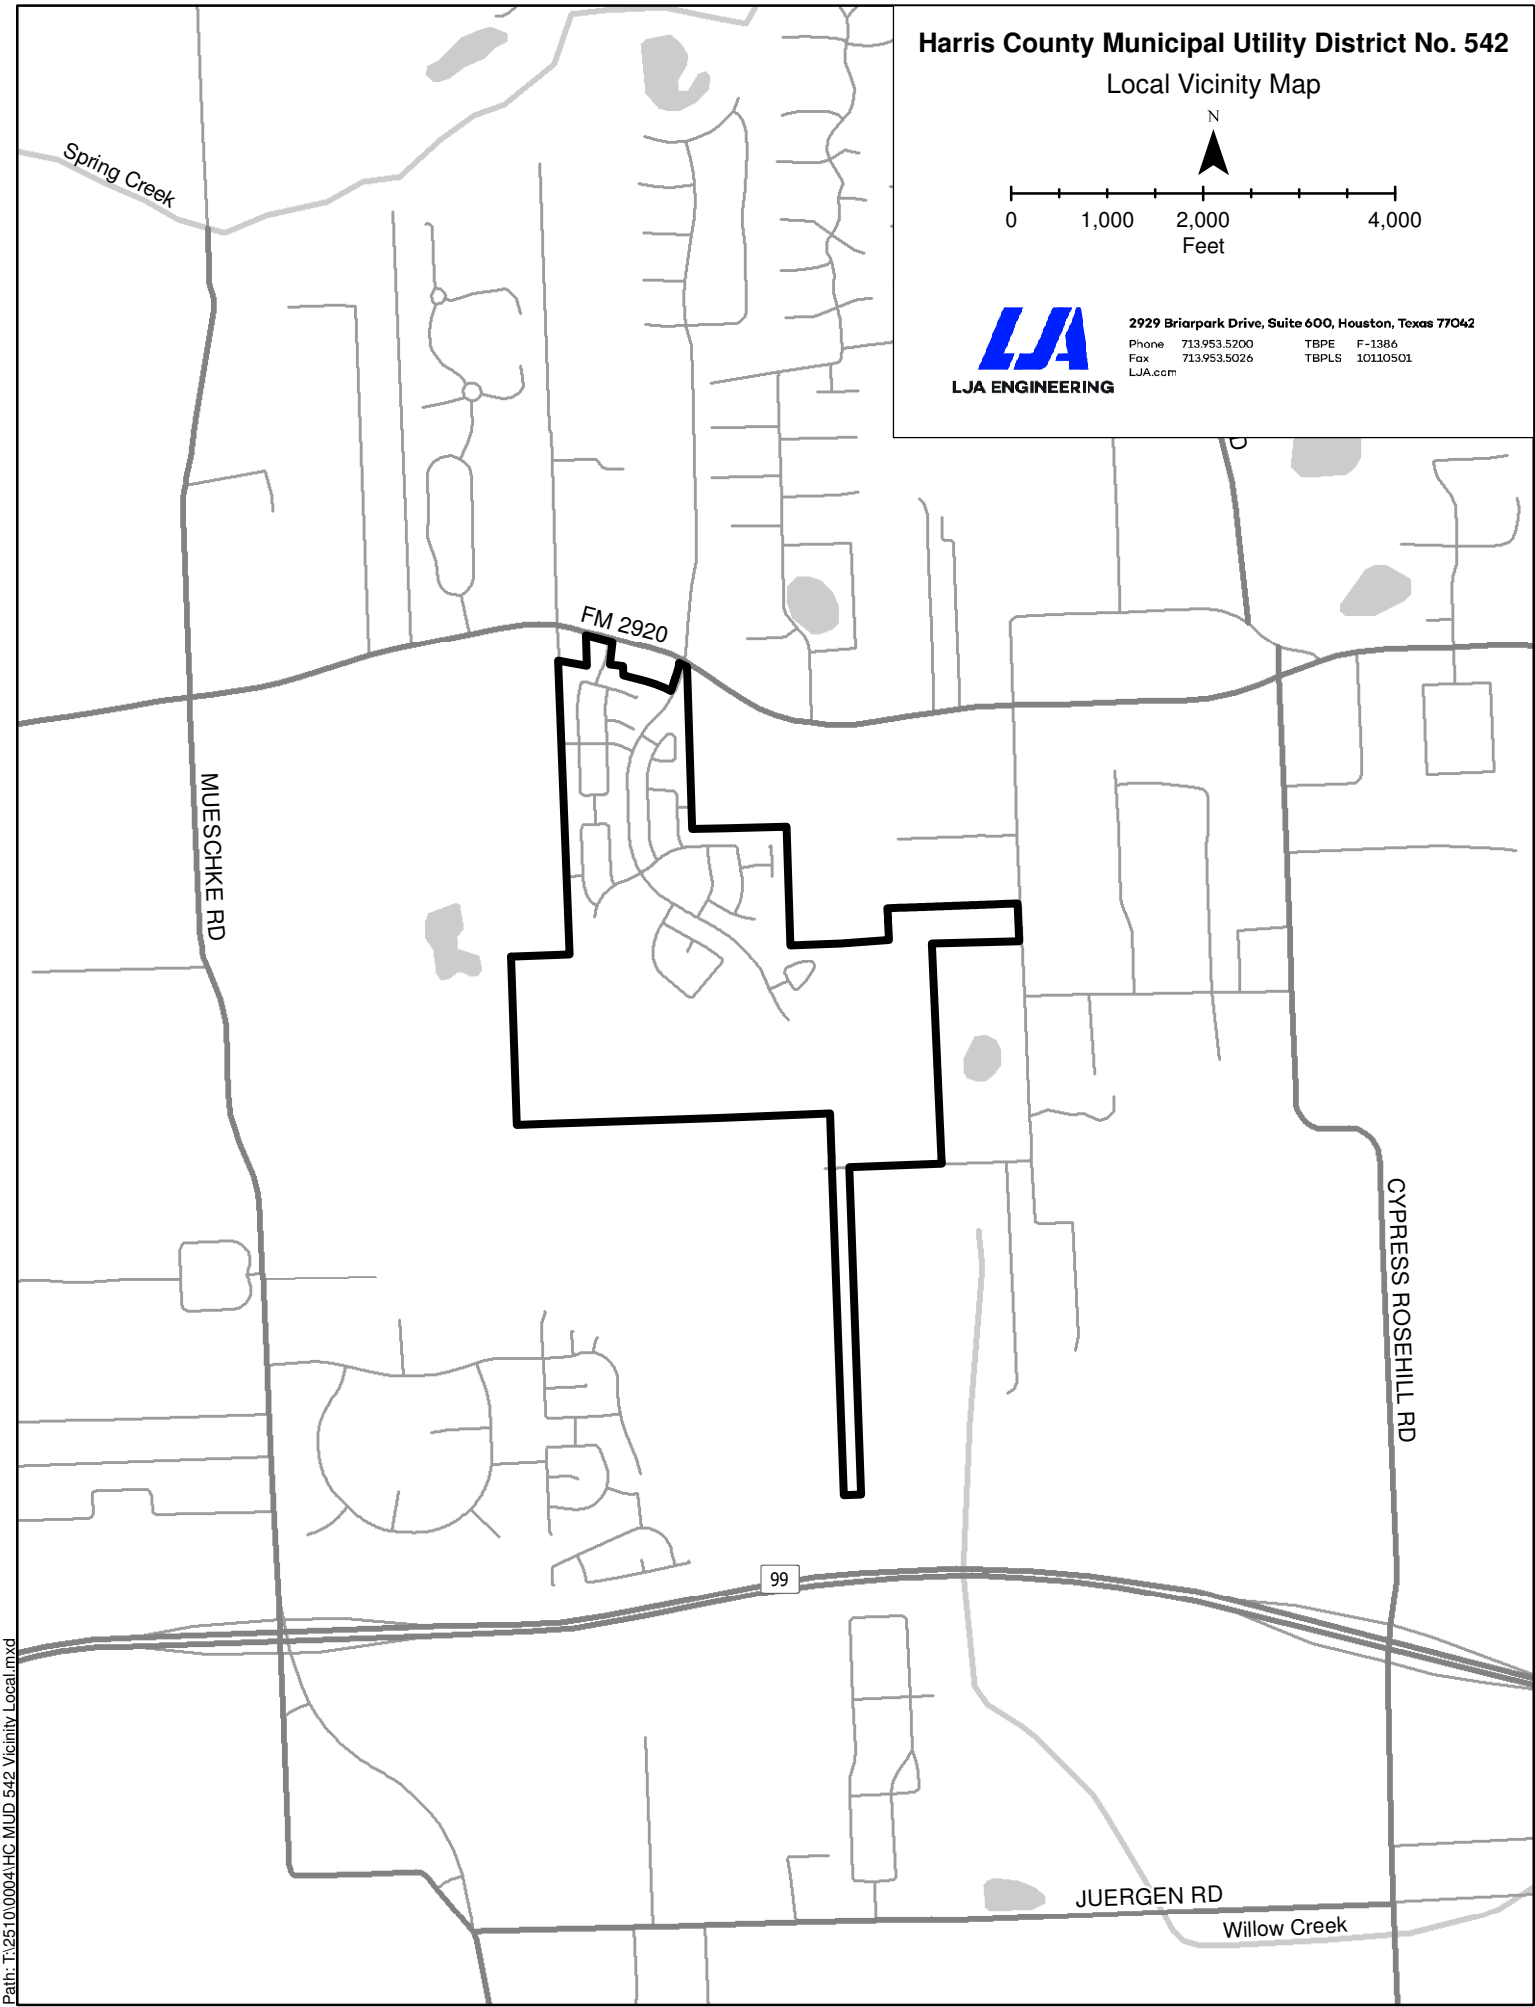 Harris County Municipal Utility District No. 542
Local Vicinity Map
N
0 1,000 2,000 4,000
Feet
LJA
LJA ENGINEERING
2929 Briarpark Drive, Suite 600, Houston, Texas 77042
Phone 713.953.5200 TBPE F-1386
Fax 713.953.5026 TBPLS 10110501
LJA.com
Spring Creek
D
FM 2920
MUESCHKE RD
CYPRESS ROSEHILL RD
99
JUERGEN RD
Willow Creek
Path: T:\2510\0004\HC MUD 542 Vicinity Local.mxd